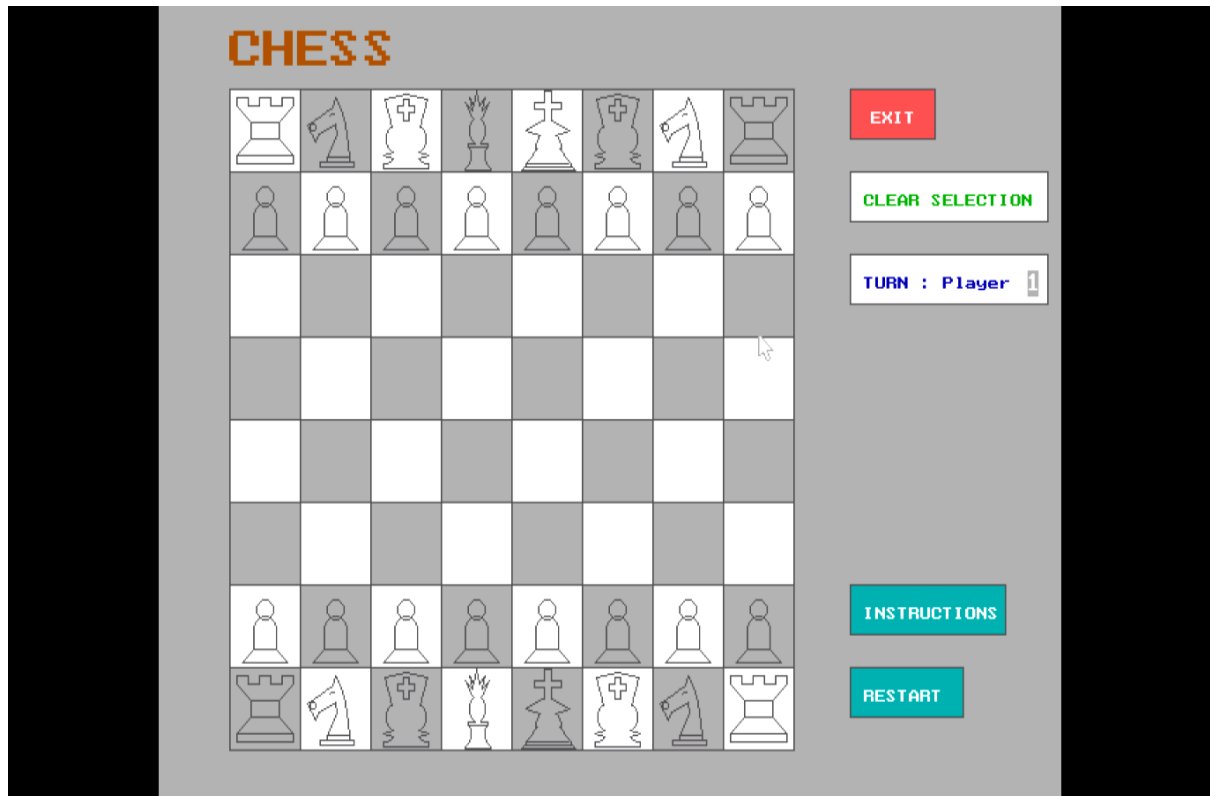 CHESS
EXIT
CLEAR SELECTION
TURN : Player 1
INSTRUCTIONS
RESTART